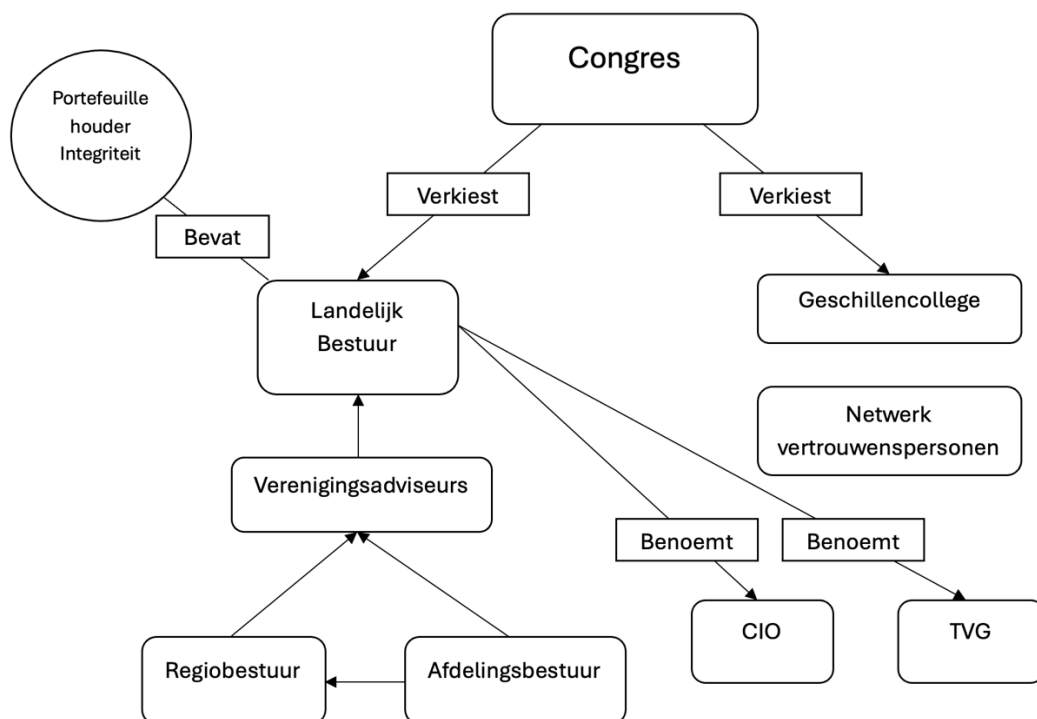 Congres
Portefeuille
houder
Integriteit
Verkiest
Verkiest
Bevat
Landelijk
Bestuur
Geschillencollege
Netwerk
vertrouwenspersonen
Verenigingsadviseurs
Benoemt
Benoemt
CIO
TVG
Regiobestuur
Afdelingsbestuur